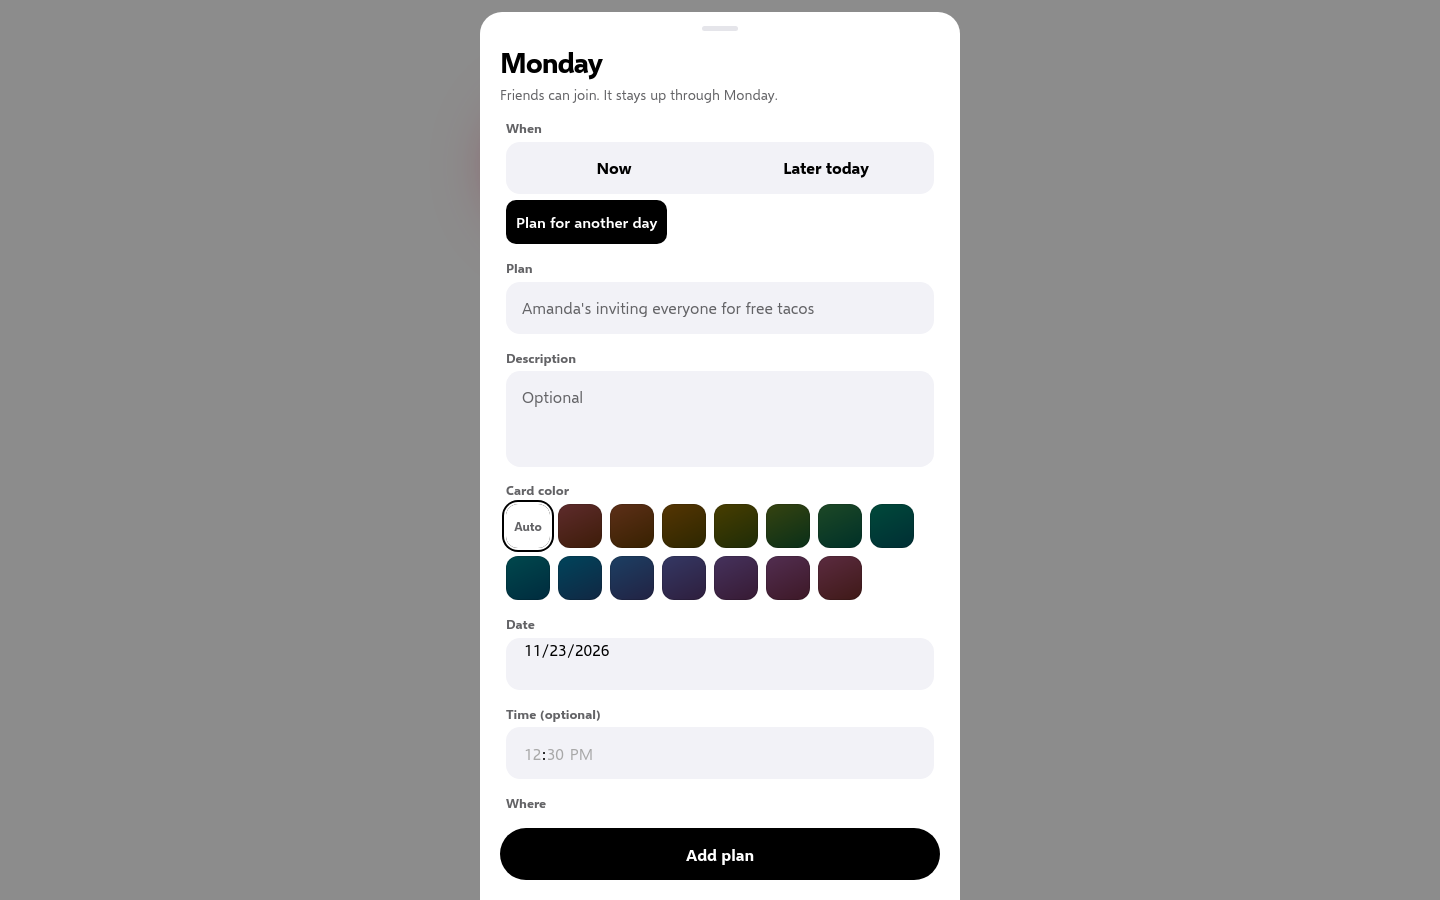 Monday
Friends can join. It stays up through Monday.
When
Now
Later today
Plan for another day
Plan
Amanda's inviting everyone for free tacos
Description
Optional
Card color
Auto
Date
11/23/2026
Time (optional)
12:30 PM
Where
Add plan